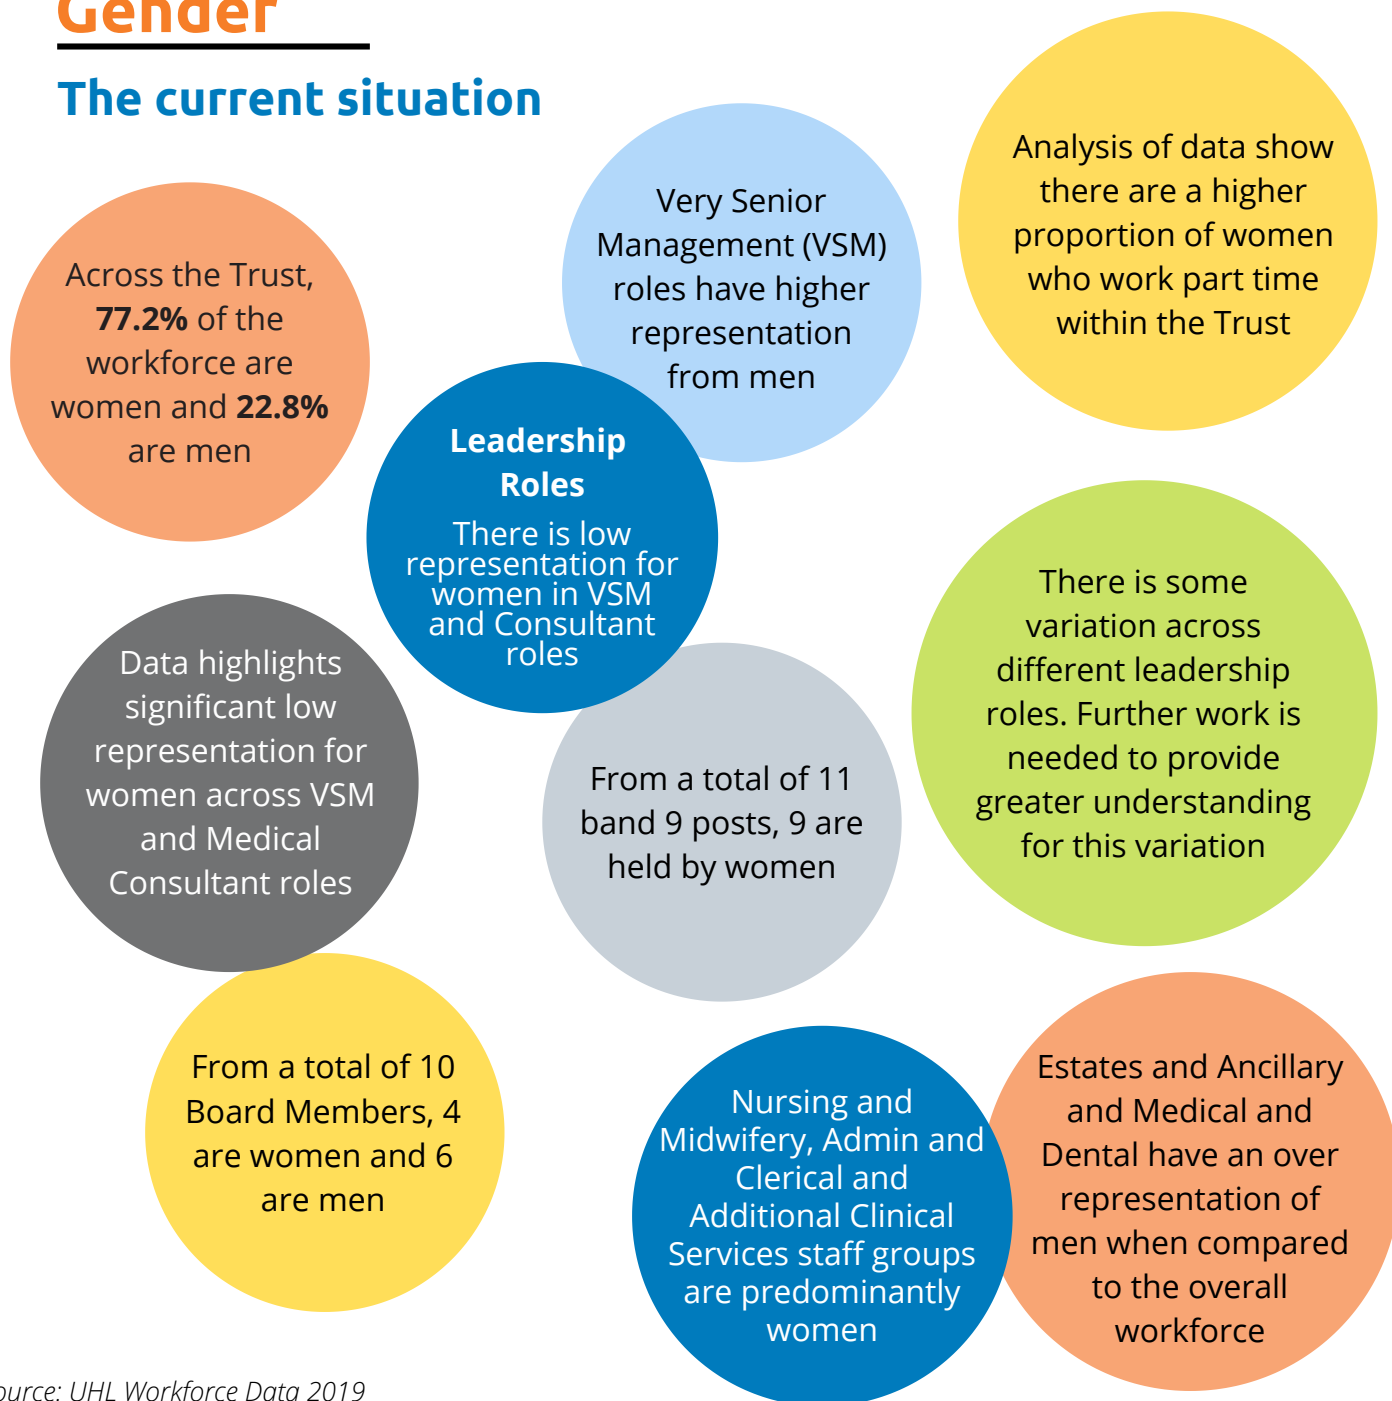 Gender
The current situation
Across the Trust,
77.2% of the
workforce are
women and 22.8%
are men
Very Senior
Management (VSM)
roles have higher
representation
from men
Analysis of data show
there are a higher
proportion of women
who work part time
within the Trust
Leadership
Roles
There is low
representation for
women in VSM
and Consultant
roles
Data highlights
significant low
representation for
women across VSM
and Medical
Consultant roles
From a total of 11
band 9 posts, 9 are
held by women
There is some
variation across
different leadership
roles. Further work is
needed to provide
greater understanding
for this variation
From a total of 10
Board Members, 4
are women and 6
are men
Nursing and
Midwifery, Admin and
Clerical and
Additional Clinical
Services staff groups
are predominantly
women
Estates and Ancillary
and Medical and
Dental have an over
representation of
men when compared
to the overall
workforce
ource: UHL Workforce Data 2019